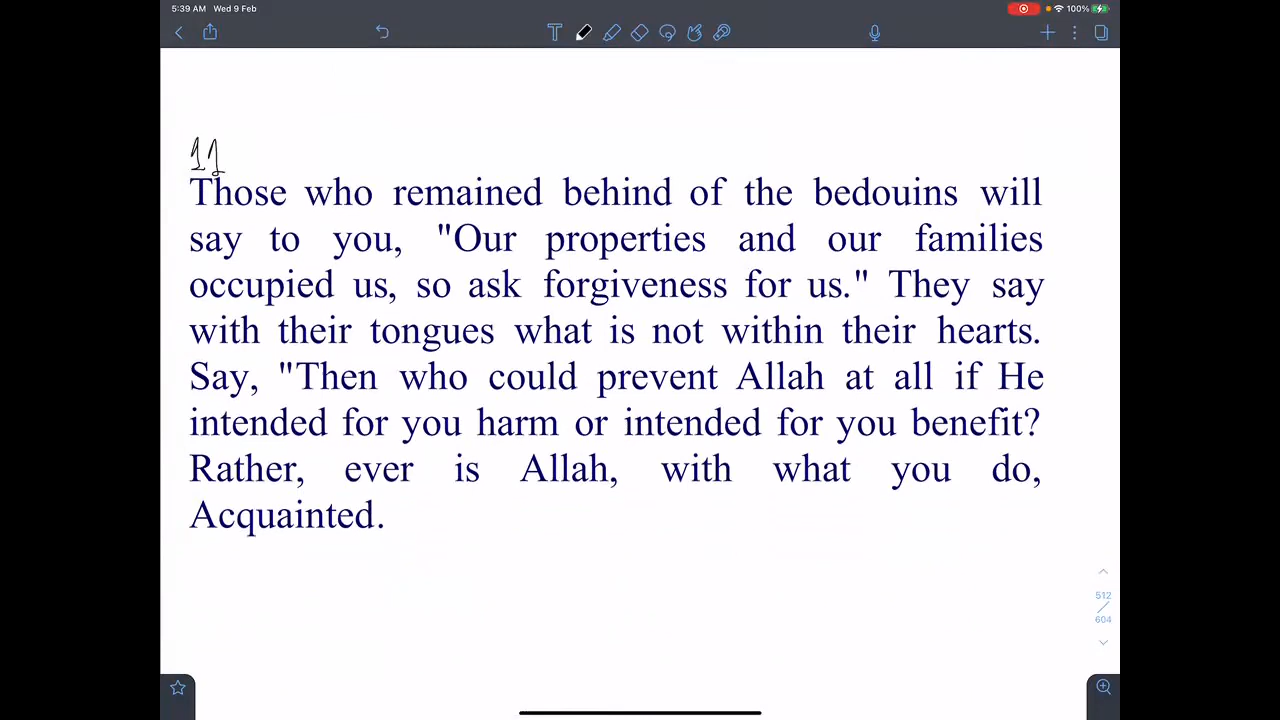 5:39 AM Wed 9 Feb
100%
11
Those who remained behind of the bedouins will
say to you, "Our properties and our families
occupied us, so ask forgiveness for us." They say
with their tongues what is not within their hearts.
Say, "Then who could prevent Allah at all if He
intended for you harm or intended for you benefit?
Rather, ever is Allah, with what you do,
Acquainted.
512
604